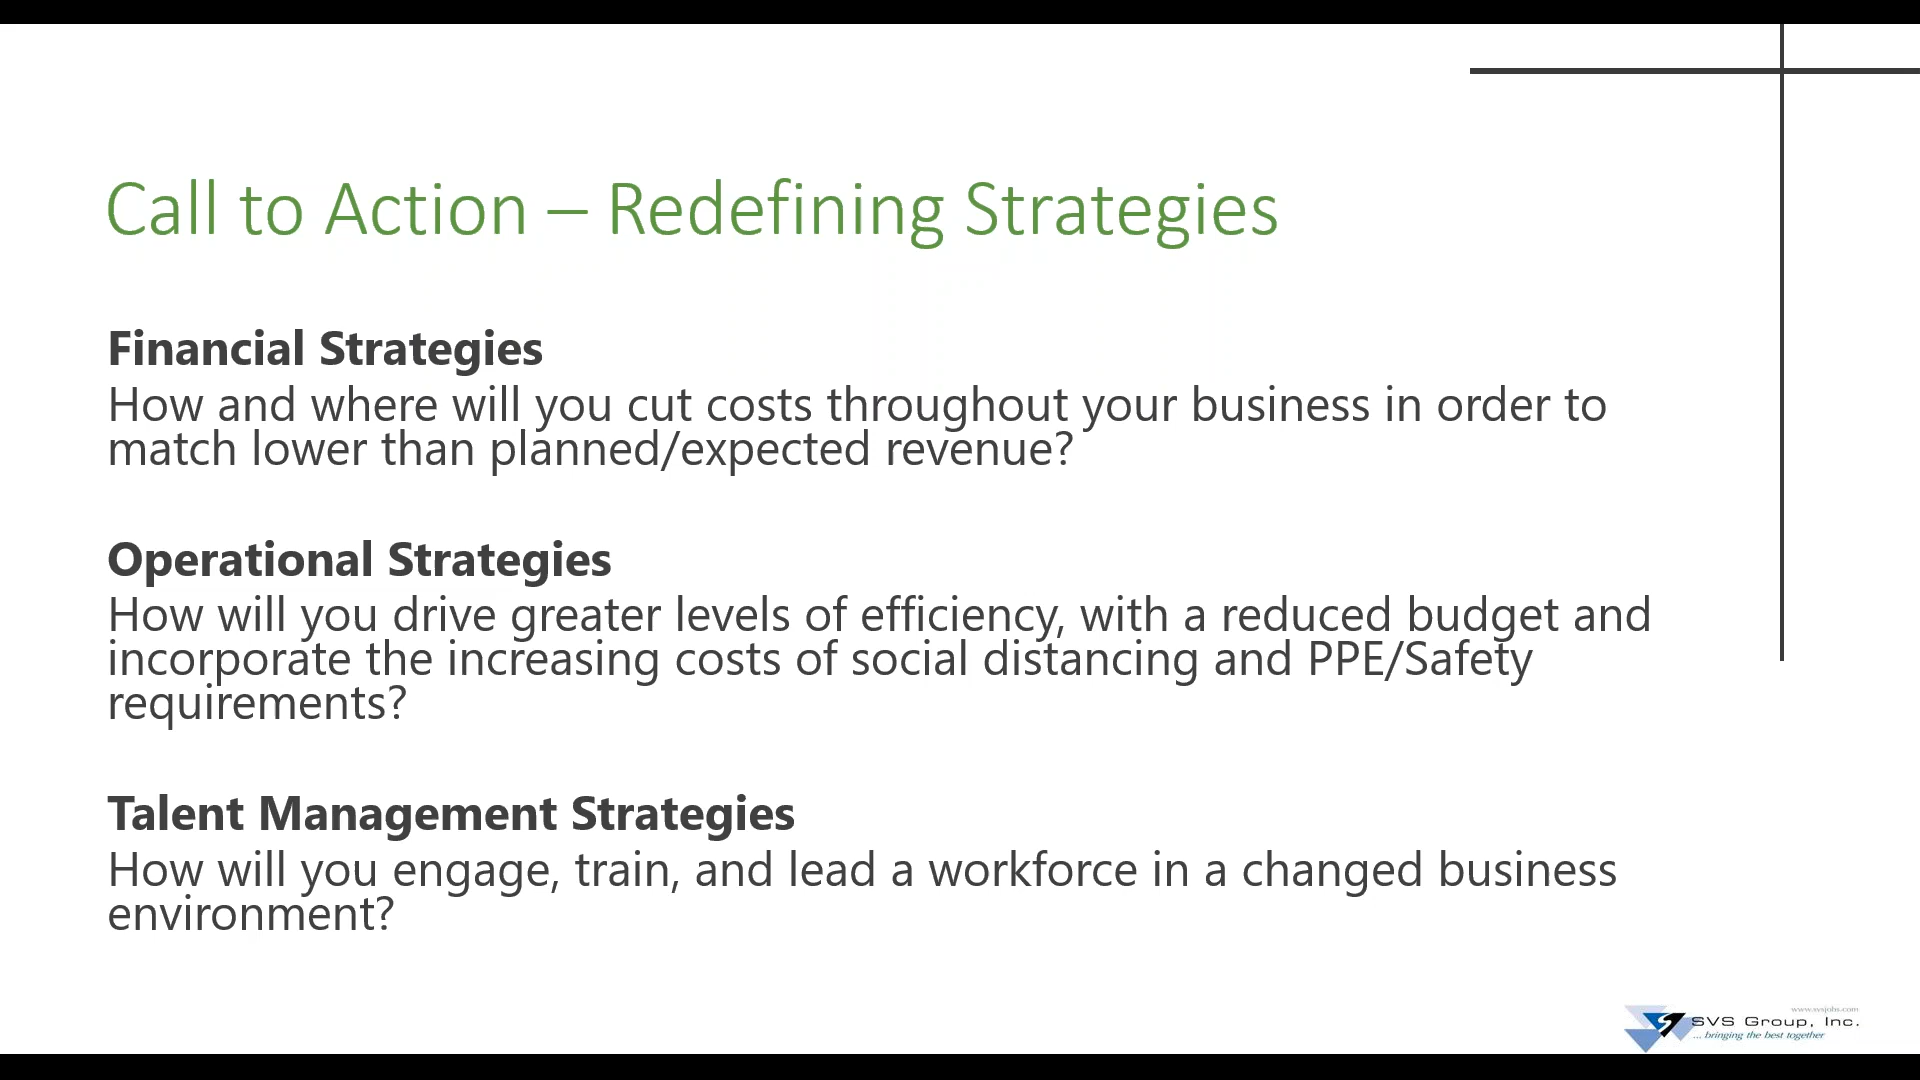 Call to Action – Redefining Strategies
Financial Strategies
How and where will you cut costs throughout your business in order to
match lower than planned/expected revenue?
Operational Strategies
How will you drive greater levels of efficiency, with a reduced budget and
incorporate the increasing costs of social distancing and PPE/Safety
requirements?
Talent Management Strategies
How will you engage, train, and lead a workforce in a changed business
environment?
www.svsjobs.com
SVS Group, Inc.
... bringing the best together